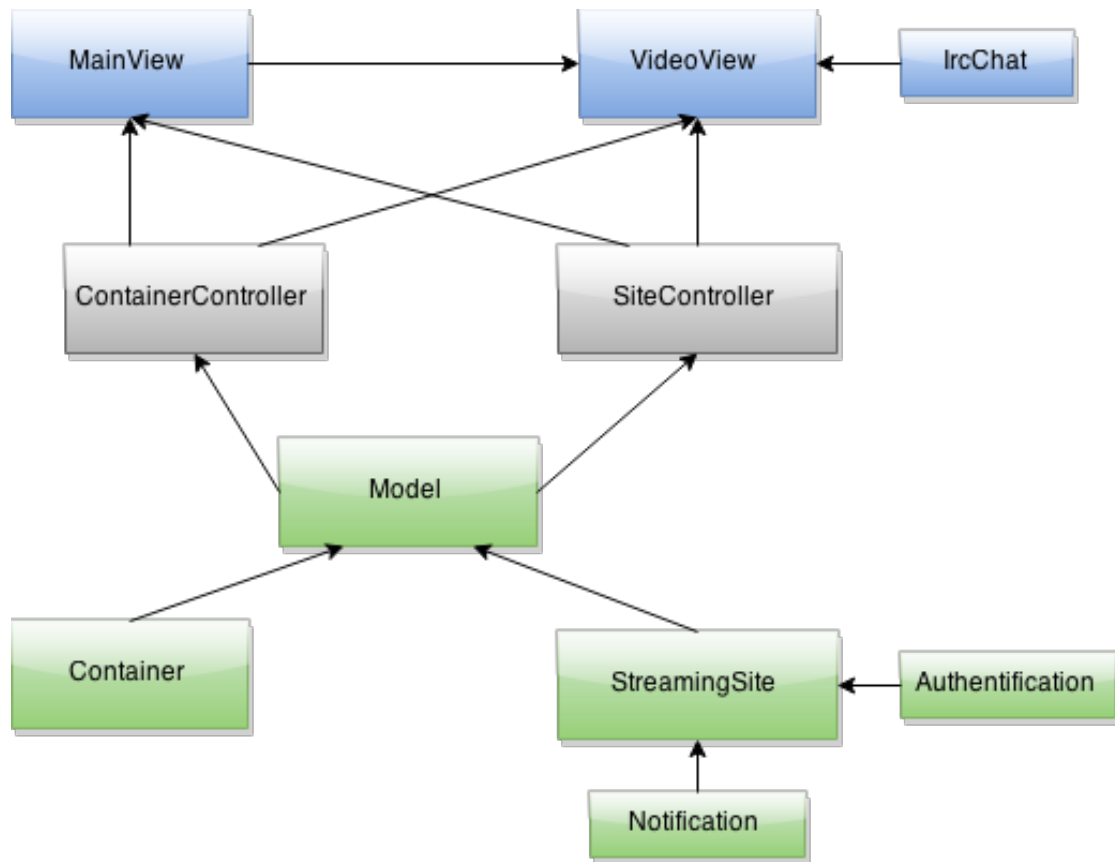 MainView
VideoView
IrcChat
ContainerController
SiteController
Model
Container
StreamingSite
Authentification
Notification